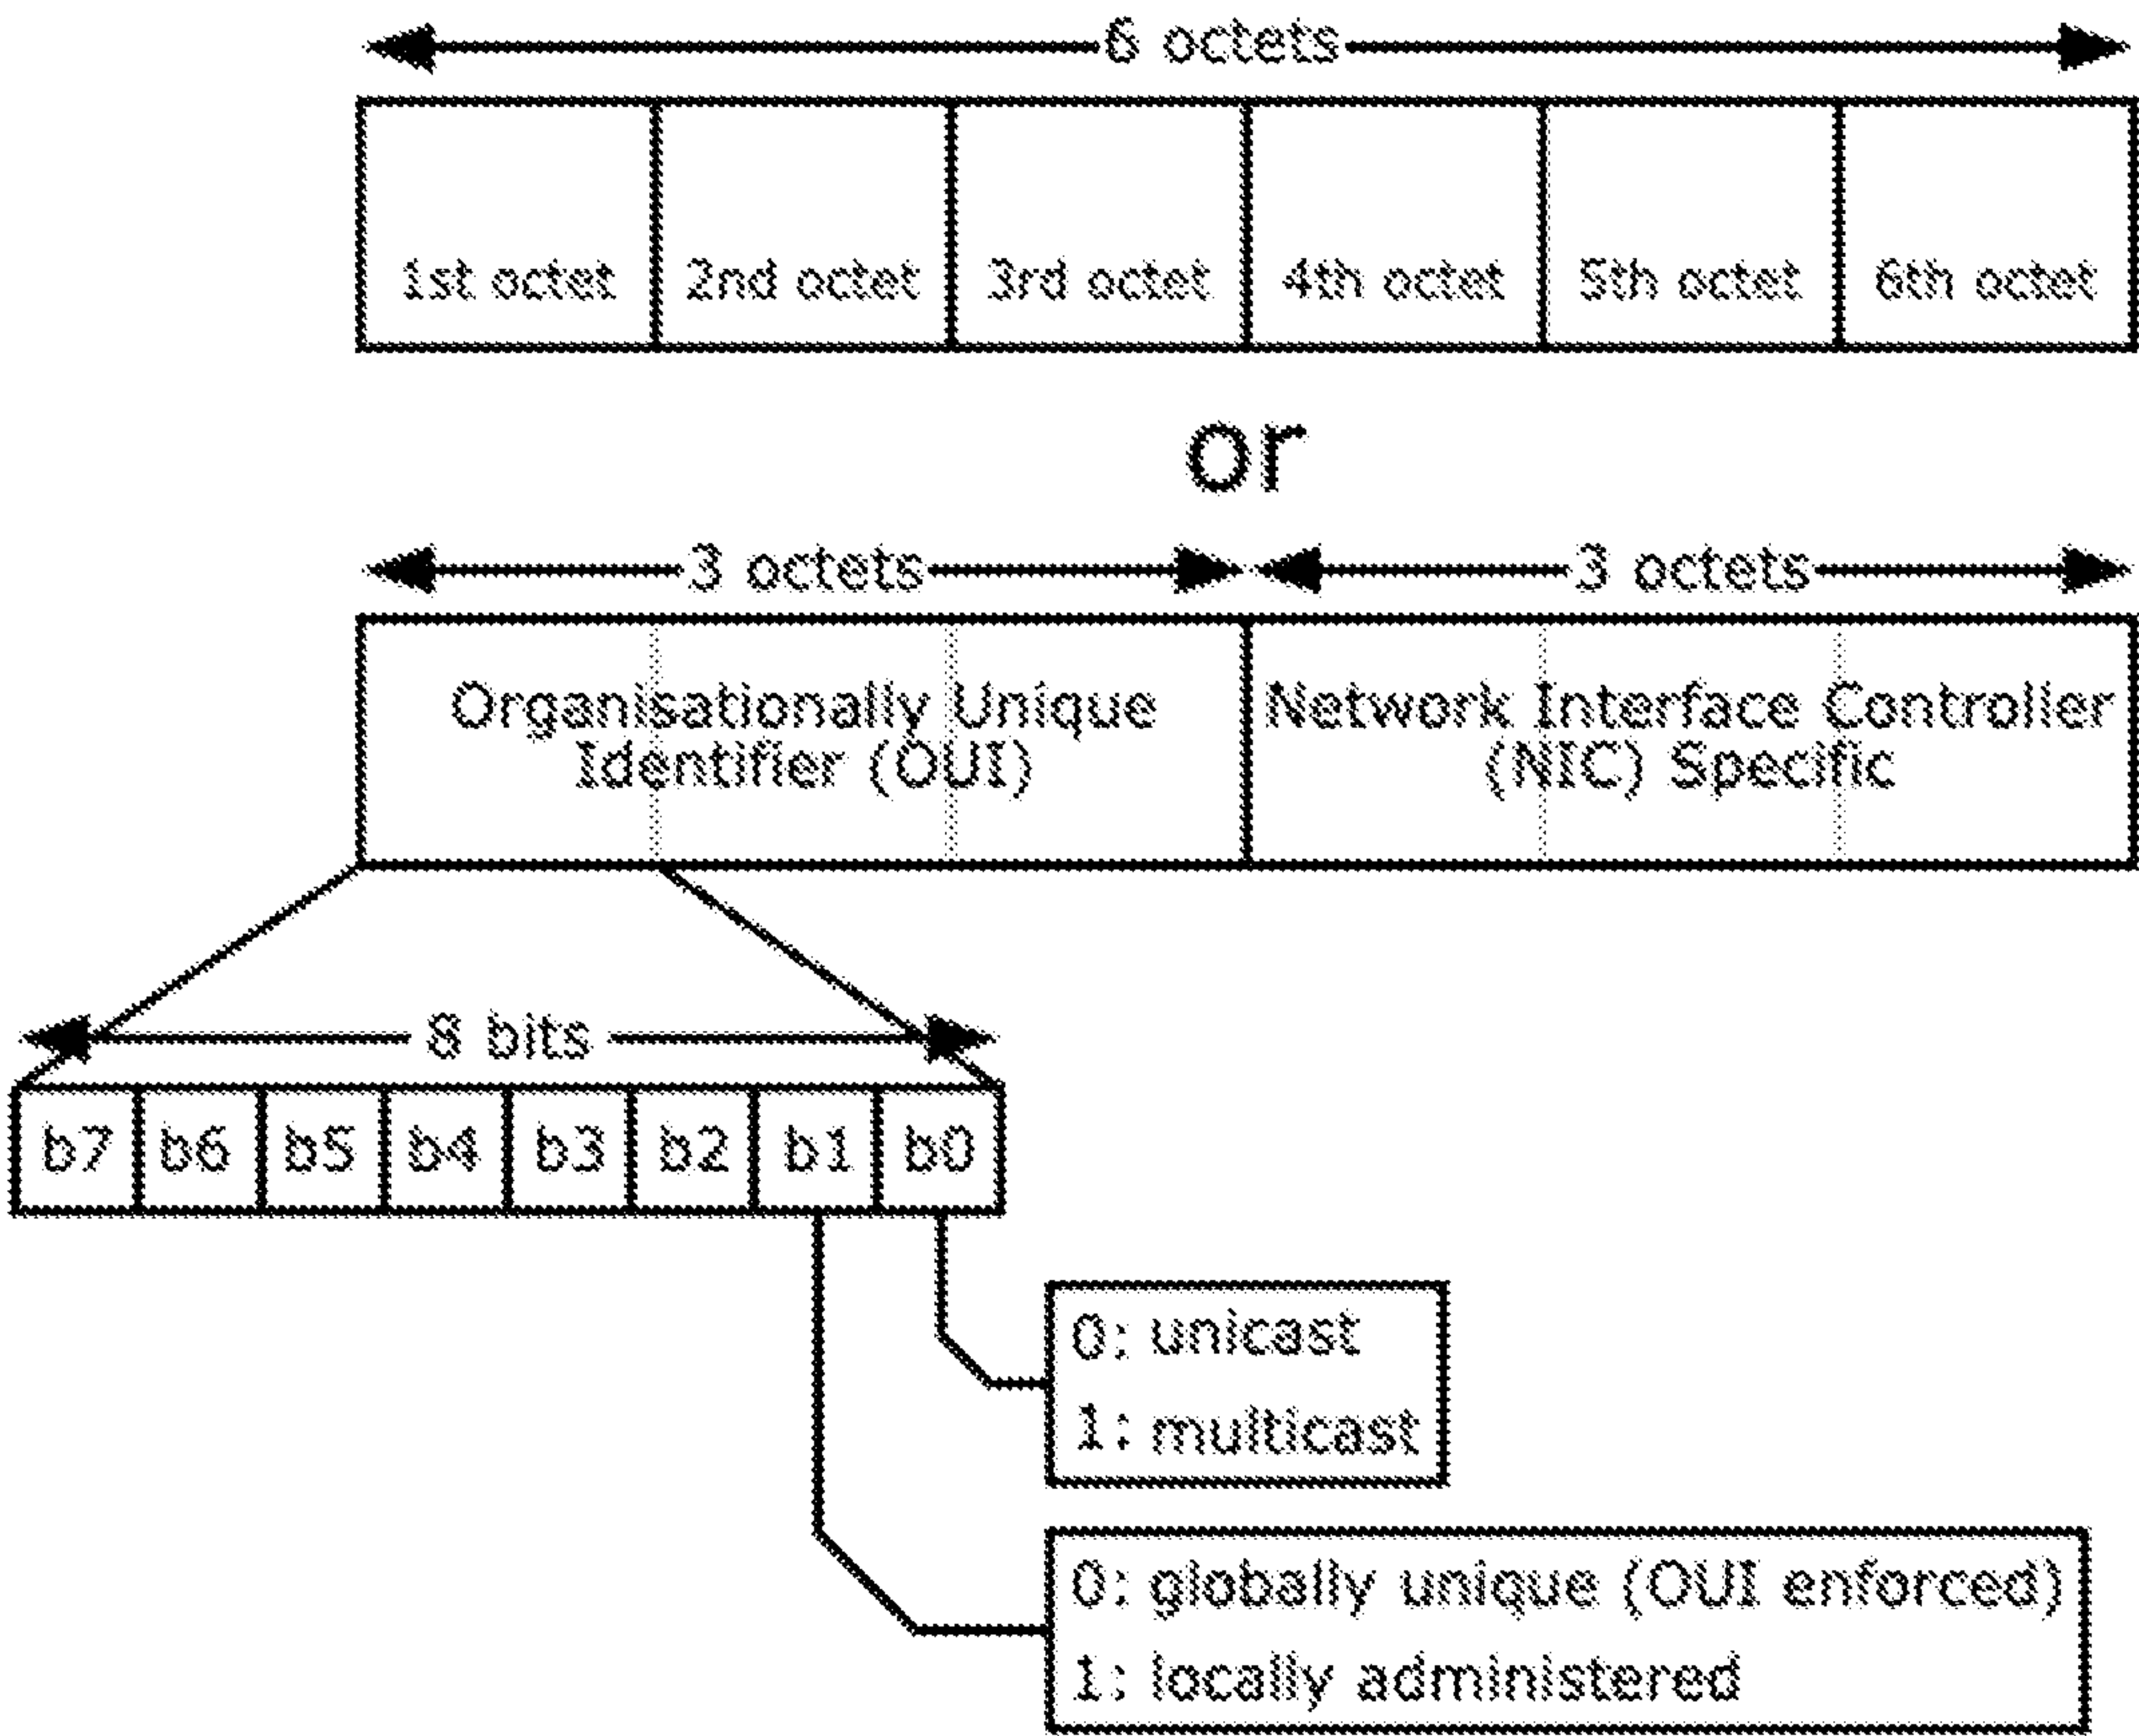 6 octets
1st octet 2nd octet 3rd octet 4th octet 5th octet 6th octet
or
3 octets 3 octets
Organisationally Unique
Identifier (OUI)
Network Interface Controller
(NIC) Specific
8 bits
b7 b6 b5 b4 b3 b2 b1 b0
0: unicast
1: multicast
0: globally unique (OUI enforced)
1: locally administered